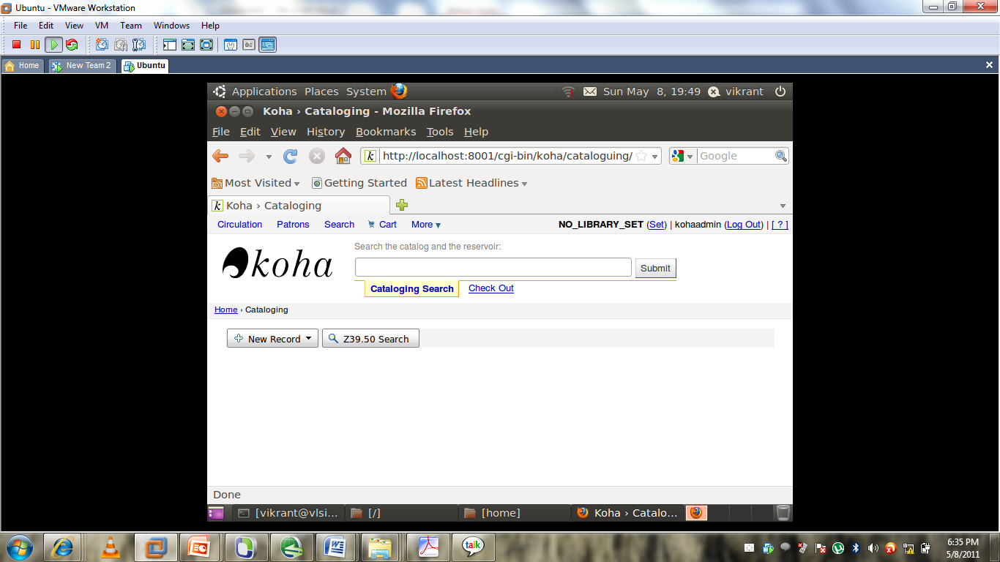 Ubuntu - VMware Workstation
File Edit View VM Team Windows Help
Home New Team 2 Ubuntu
Applications Places System Sun May 8, 19:49 vikrant
Koha › Cataloging - Mozilla Firefox
File Edit View History Bookmarks Tools Help
k http://localhost:8001/cgi-bin/koha/cataloguing/ Google
Most Visited Getting Started Latest Headlines
k Koha › Cataloging
Circulation Patrons Search Cart More NO_LIBRARY_SET (Set) | kohaadmin (Log Out) | [ ? ]
Search the catalog and the reservoir:
koha
Submit
Cataloging Search Check Out
Home › Cataloging
New Record Z39.50 Search
Done
[vikrant@vlsi... [/] [home] Koha › Catalo...
talk
6:35 PM
5/8/2011